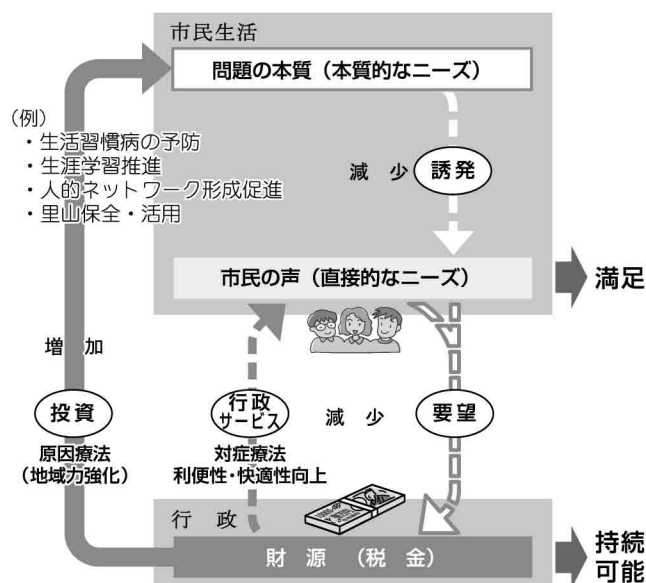 市民生活
問題の本質（本質的なニーズ）
（例）
・生活習慣病の予防
・生涯学習推進
・人的ネットワーク形成促進
・里山保全・活用
減 少
誘発
市民の声（直接的なニーズ）
満足
増 加
投資
原因療法
（地域力強化）
行政
サービス
対症療法
利便性・快適性向上
減 少
要望
行 政
財 源 （税 金）
持続
可能